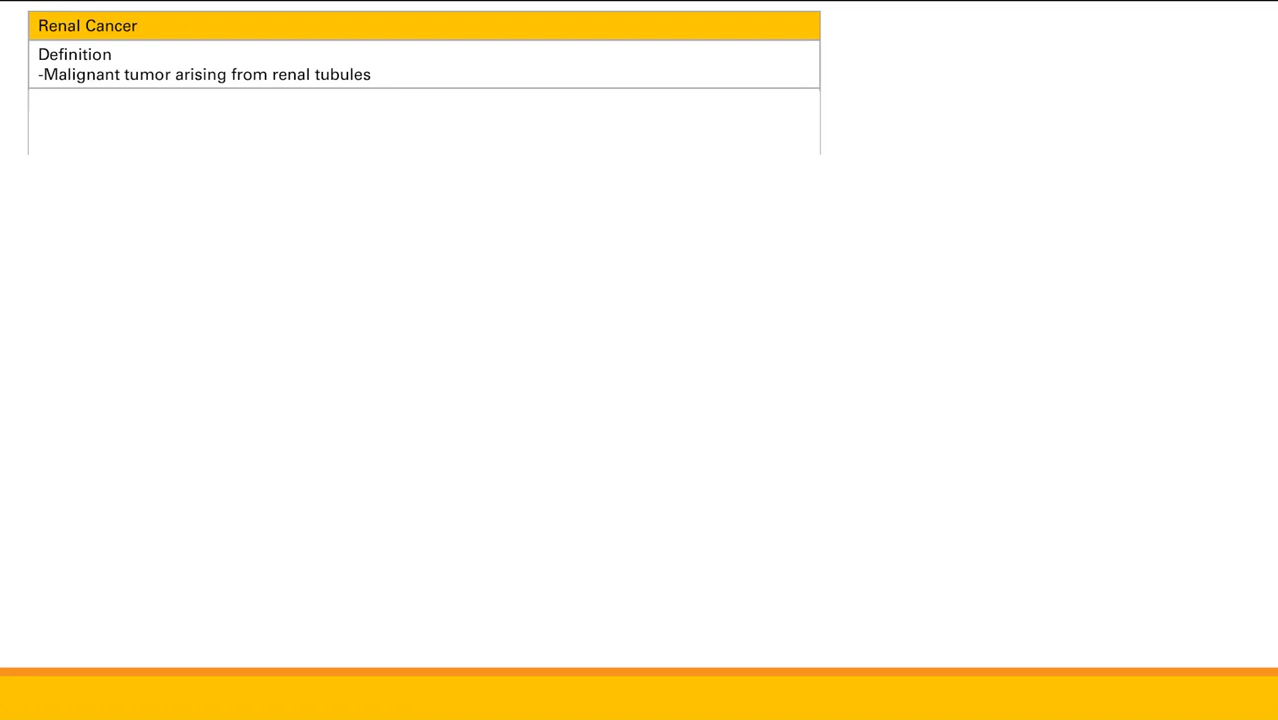 Renal Cancer
Definition
-Malignant tumor arising from renal tubules